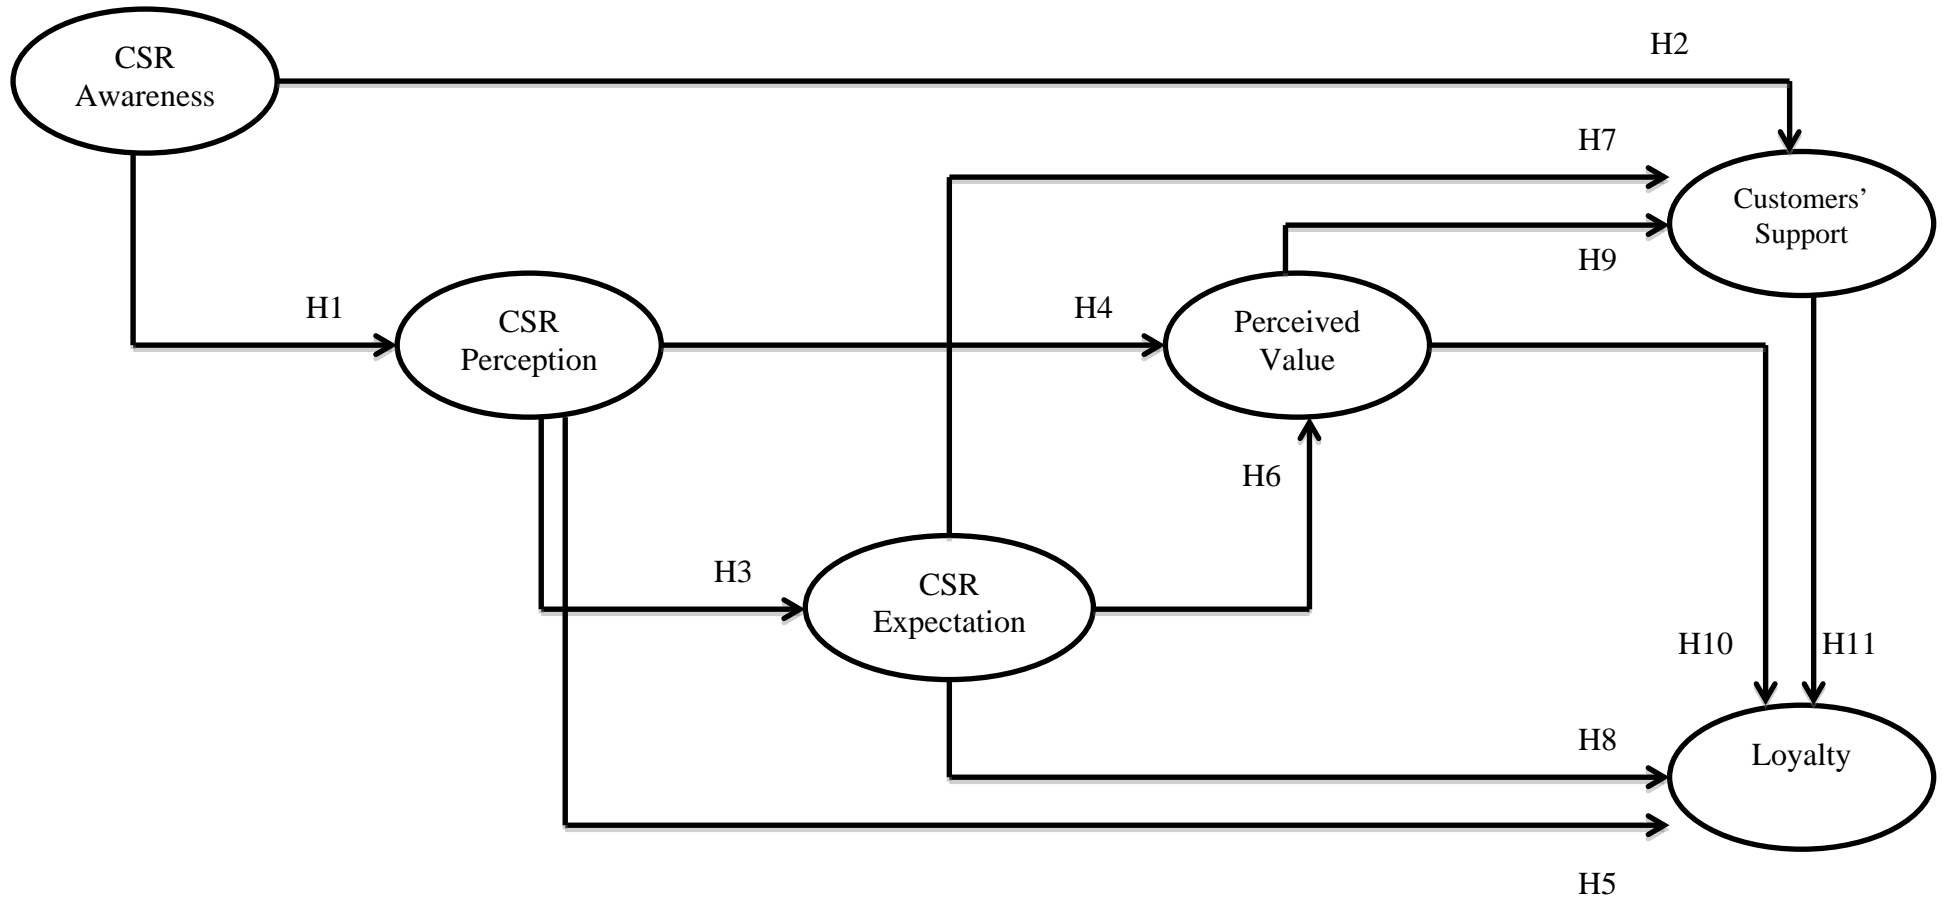 CSR
Awareness
H2
H7
Customers’
Support
H9
H1
CSR
Perception
H4
Perceived
Value
H6
H3
CSR
Expectation
H10
H11
H8
Loyalty
H5